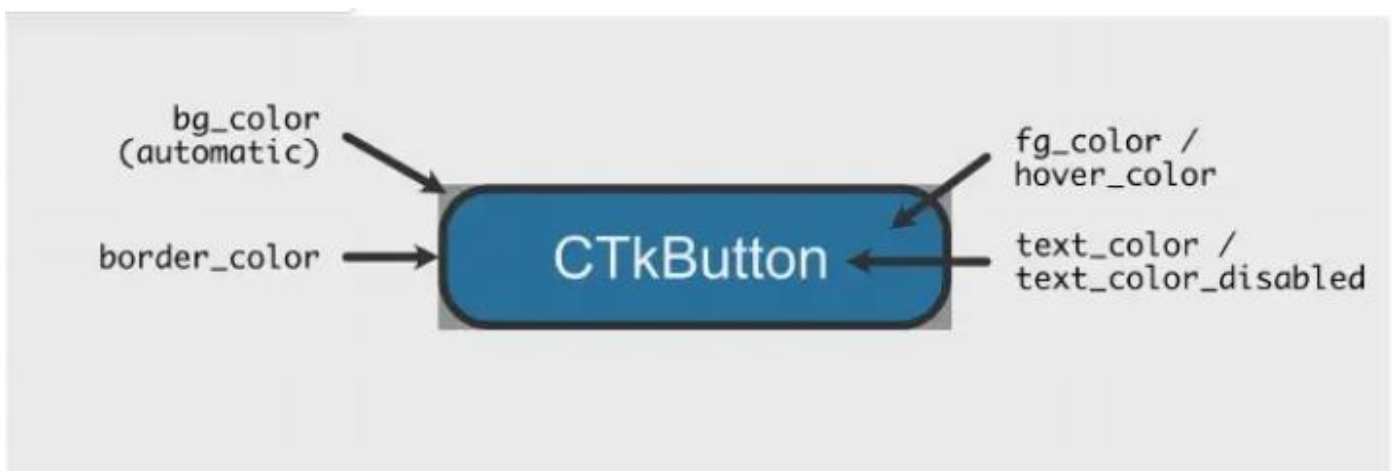 bg_color
(automatic)
border_color
CTkButton
fg_color /
hover_color
text_color /
text_color_disabled